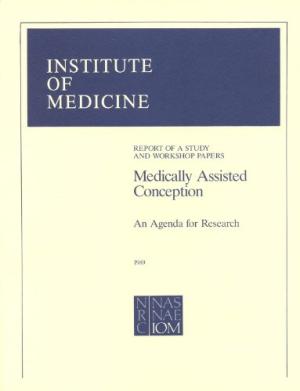 INSTITUTE
OF
MEDICINE
REPORT OF A STUDY
AND WORKSHOP PAPERS
Medically Assisted
Conception
An Agenda for Research
1989
N NAS
R NAE
C IOM